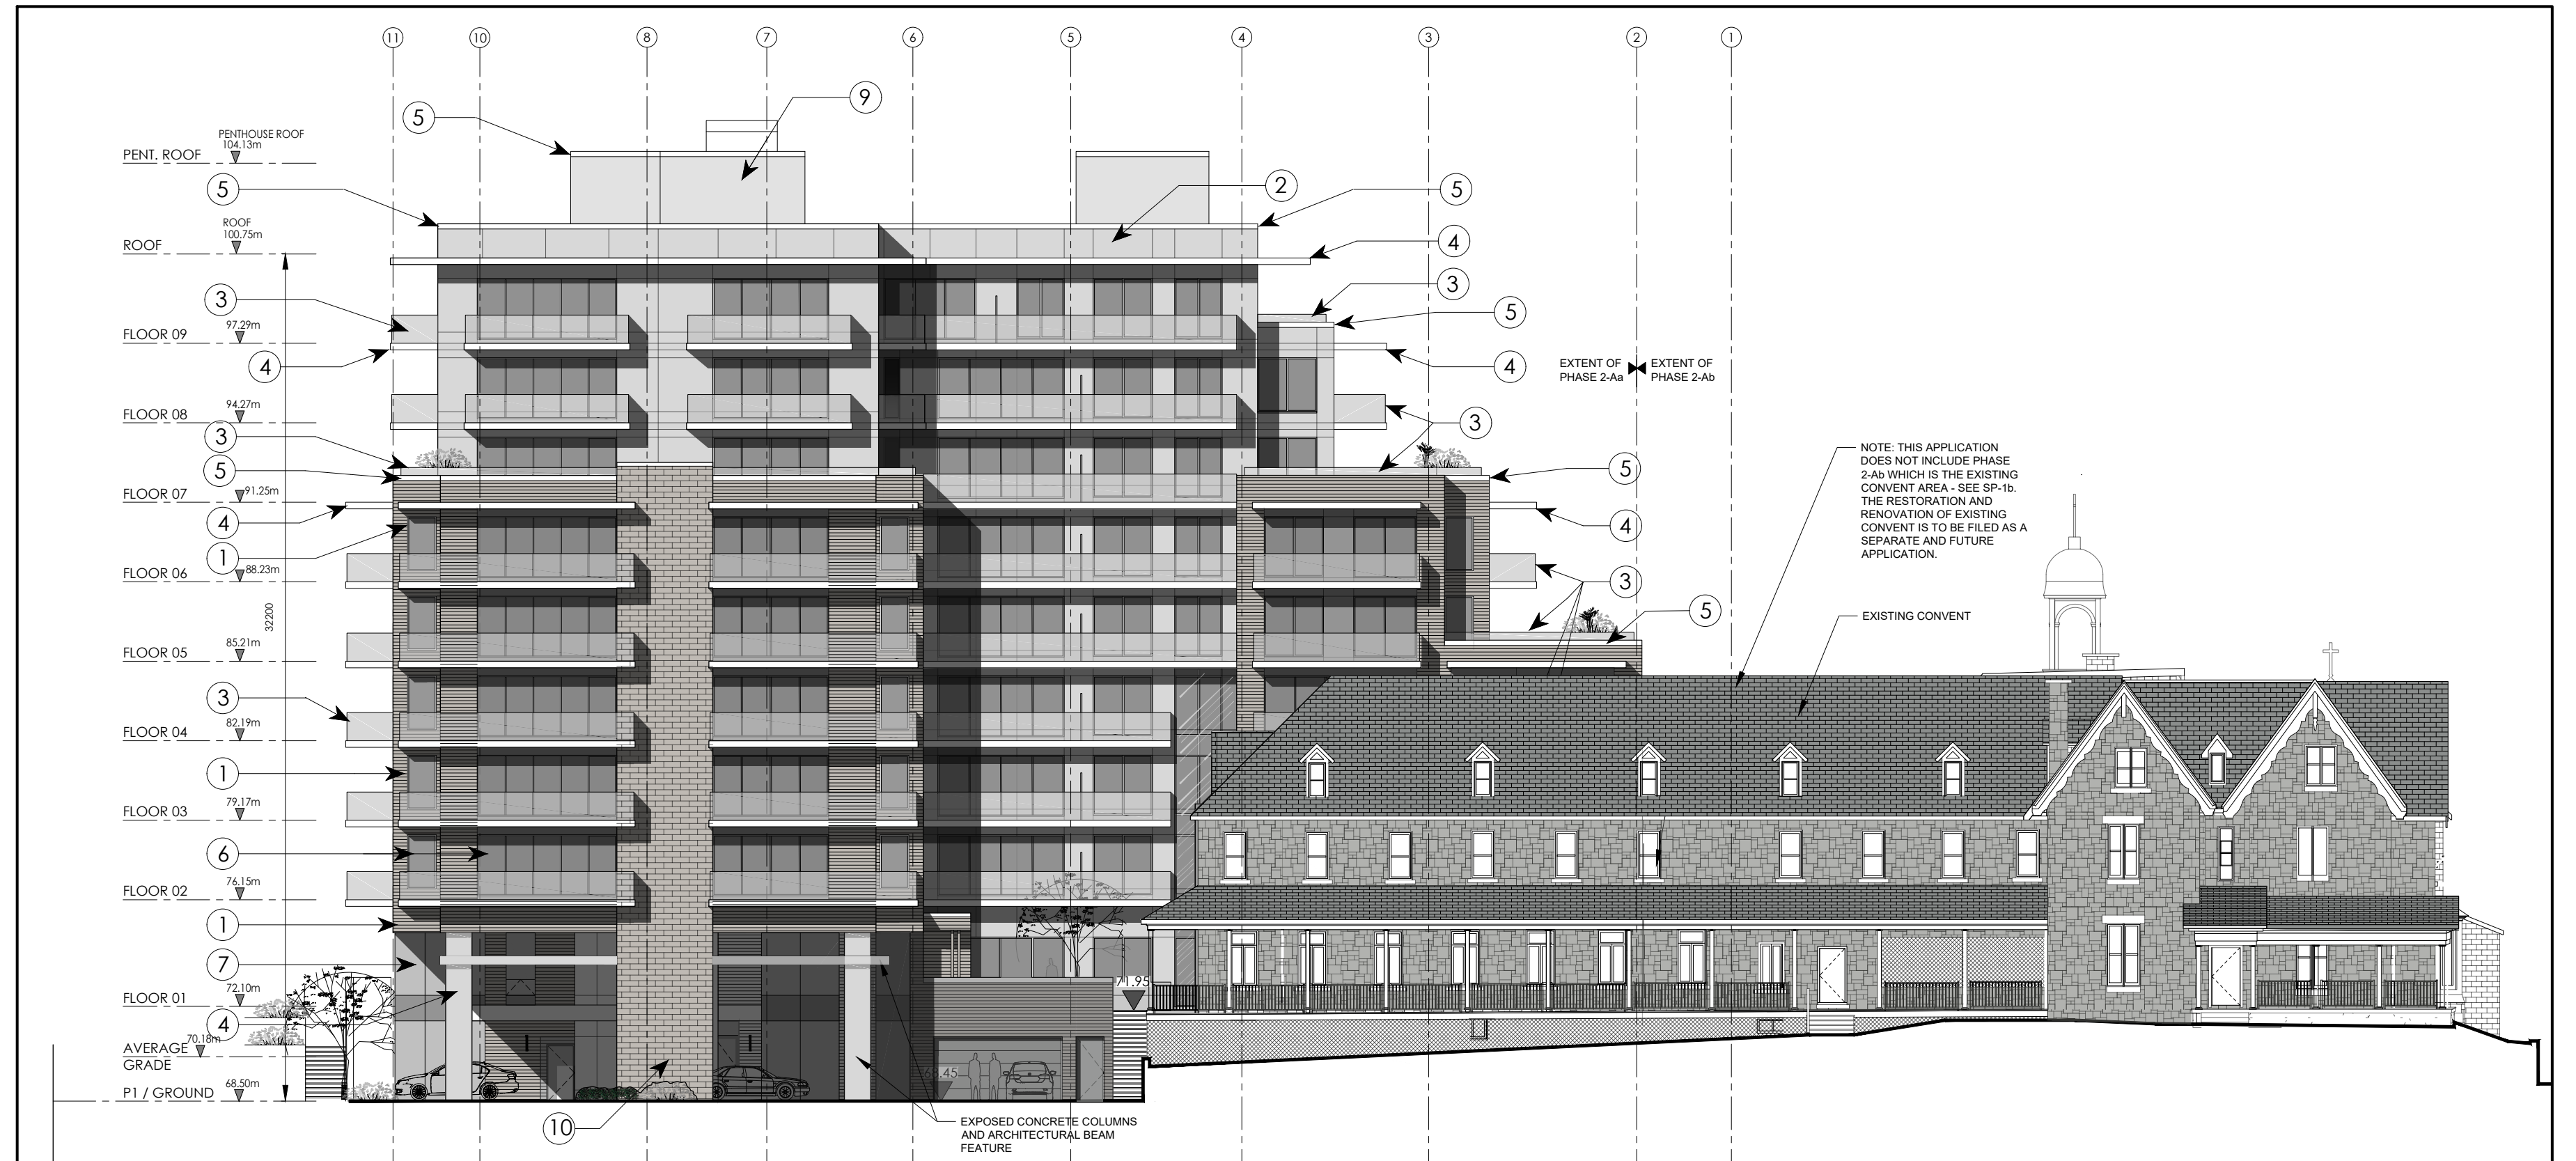 11 10 8 7 6 5 4 3 2 1
9
5
PENTHOUSE ROOF
104.13m
PENT. ROOF
5
2
5
ROOF
100.75m
ROOF
4
3
3
5
FLOOR 09 97.29m
4
4
EXTENT OF
PHASE 2-Aa
EXTENT OF
PHASE 2-Ab
FLOOR 08 94.27m
3
3
5
5
FLOOR 07 91.25m
4
4
1
NOTE: THIS APPLICATION
DOES NOT INCLUDE PHASE
2-Ab WHICH IS THE EXISTING
CONVENT AREA - SEE SP-1b.
THE RESTORATION AND
RENOVATION OF EXISTING
CONVENT IS TO BE FILED AS A
SEPARATE AND FUTURE
APPLICATION.
FLOOR 06 88.23m
3
32200
5
EXISTING CONVENT
FLOOR 05 85.21m
3
FLOOR 04 82.19m
1
FLOOR 03 79.17m
6
FLOOR 02 76.15m
1
7
71.95
FLOOR 01 72.10m
4
AVERAGE
GRADE
70.18m
P1 / GROUND 68.50m
10
EXPOSED CONCRETE COLUMNS
AND ARCHITECTURAL BEAM
FEATURE